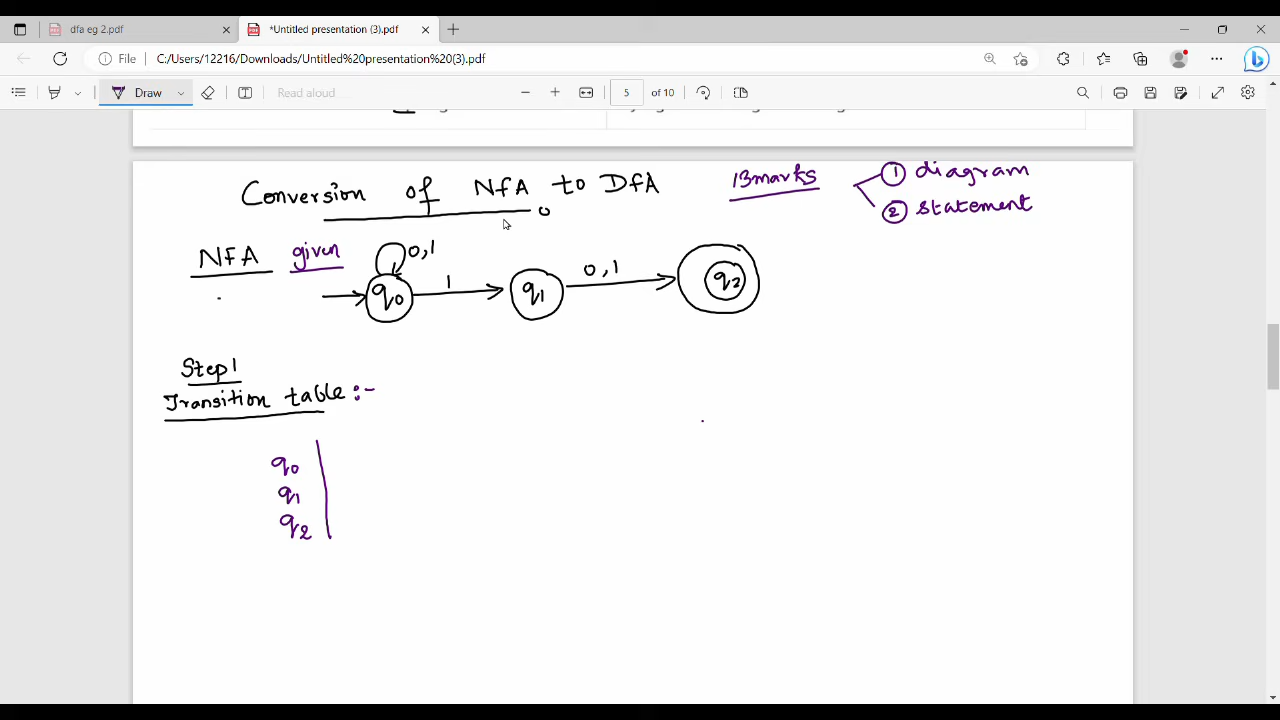 dfa eg 2.pdf
*Untitled presentation (3).pdf
File C:/Users/12216/Downloads/Untitled%20presentation%20(3).pdf
Draw Read aloud 5 of 10
Conversion of NfA to DfA
13marks
1 diagram
2 statement
NFA given
0,1
q0 1 q1 0,1 q2
Step1
Transition table :-
q0
q1
q2